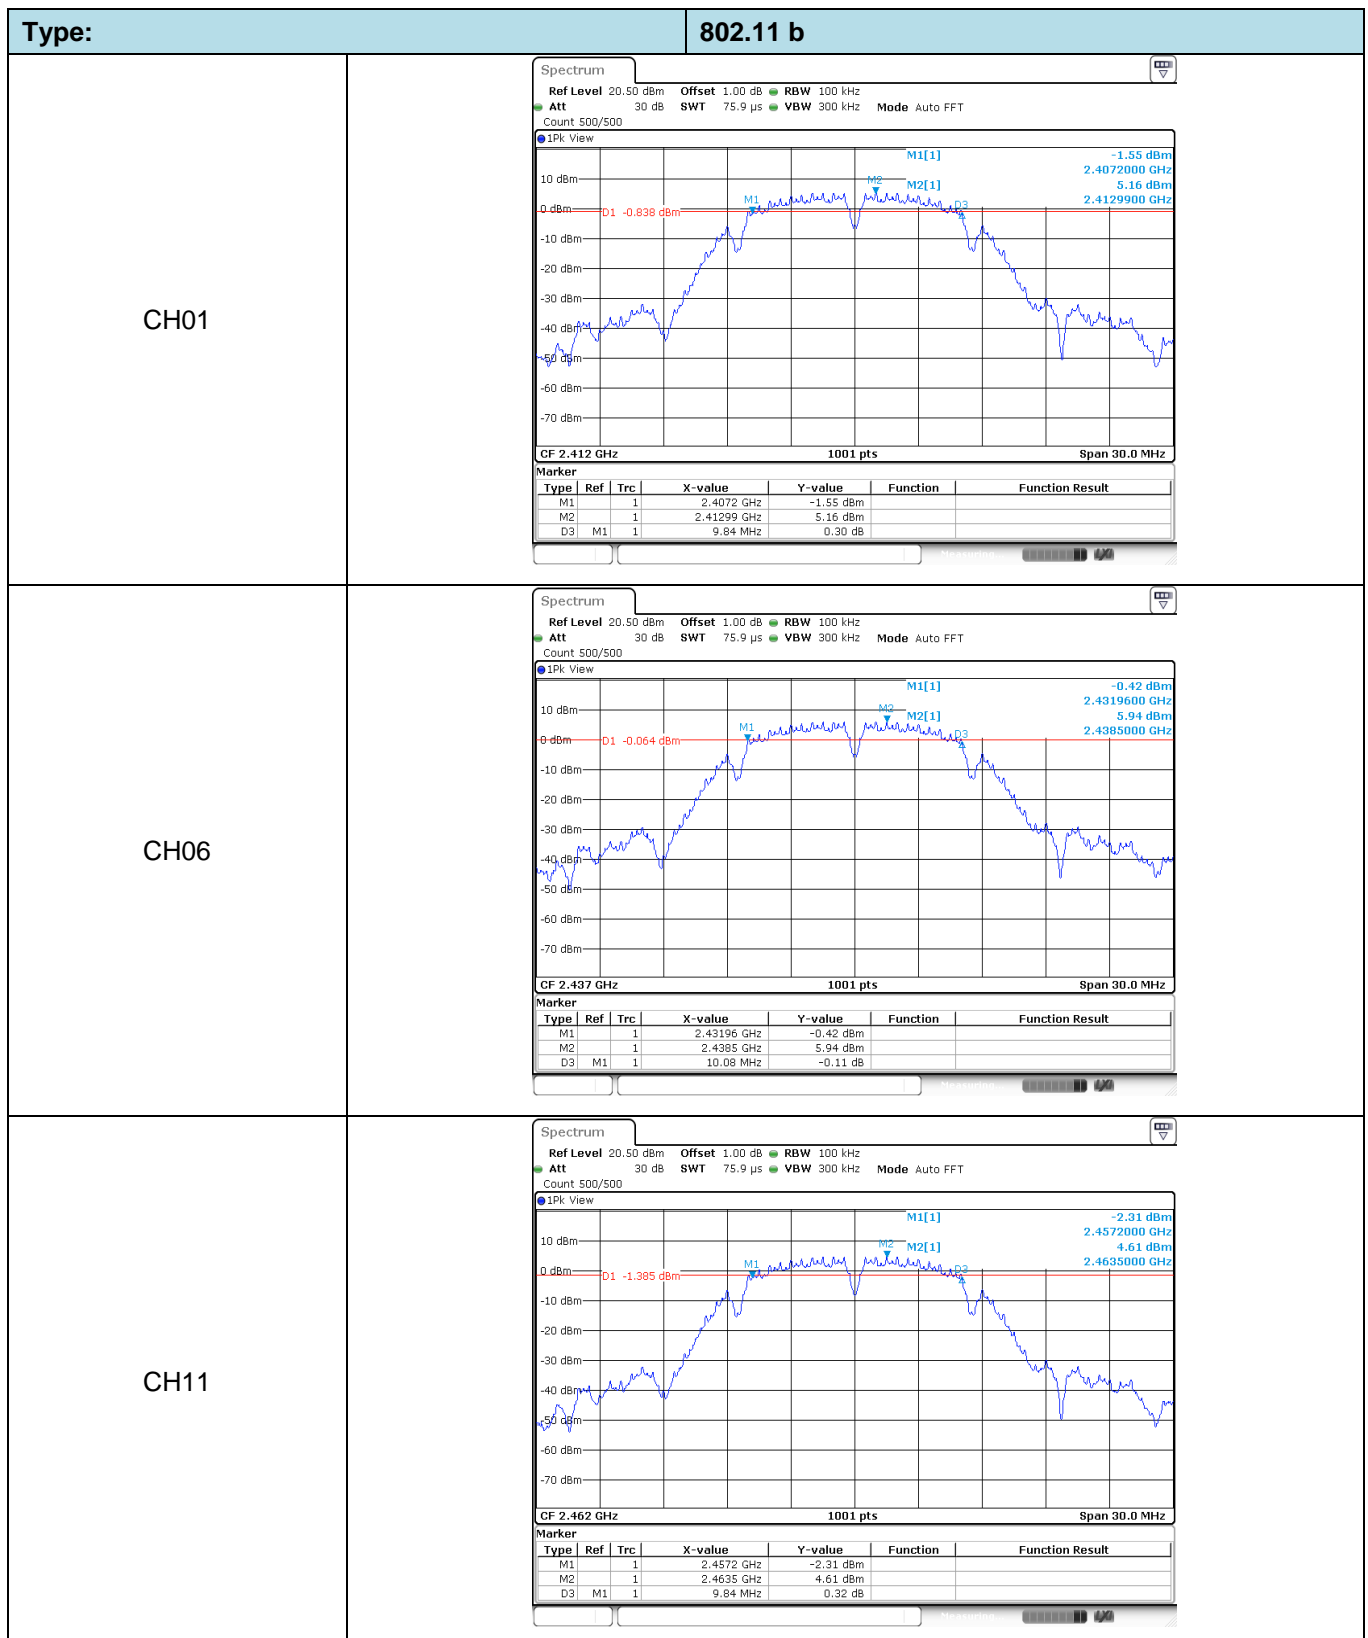 Type: 802.11 b
CH01
Spectrum
Ref Level 20.50 dBm Offset 1.00 dB RBW 100 kHz
Att 30 dB SWT 75.9 µs VBW 300 kHz Mode Auto FFT
Count 500/500
1Pk View
M1[1] -1.55 dBm
2.4072000 GHz
M2[1] 5.16 dBm
2.4129900 GHz
10 dBm
M2
M1
D3
0 dBm
D1 -0.838 dBm
-10 dBm
-20 dBm
-30 dBm
-40 dBm
-50 dBm
-60 dBm
-70 dBm
CF 2.412 GHz 1001 pts Span 30.0 MHz
Marker
Type Ref Trc X-value Y-value Function Function Result
M1 1 2.4072 GHz -1.55 dBm
M2 1 2.41299 GHz 5.16 dBm
D3 M1 1 9.84 MHz 0.30 dB
Measuring...
CH06
Spectrum
Ref Level 20.50 dBm Offset 1.00 dB RBW 100 kHz
Att 30 dB SWT 75.9 µs VBW 300 kHz Mode Auto FFT
Count 500/500
1Pk View
M1[1] -0.42 dBm
2.4319600 GHz
M2[1] 5.94 dBm
2.4385000 GHz
10 dBm
M2
M1
D3
0 dBm
D1 -0.064 dBm
-10 dBm
-20 dBm
-30 dBm
-40 dBm
-50 dBm
-60 dBm
-70 dBm
CF 2.437 GHz 1001 pts Span 30.0 MHz
Marker
Type Ref Trc X-value Y-value Function Function Result
M1 1 2.43196 GHz -0.42 dBm
M2 1 2.4385 GHz 5.94 dBm
D3 M1 1 10.08 MHz -0.11 dB
Measuring...
CH11
Spectrum
Ref Level 20.50 dBm Offset 1.00 dB RBW 100 kHz
Att 30 dB SWT 75.9 µs VBW 300 kHz Mode Auto FFT
Count 500/500
1Pk View
M1[1] -2.31 dBm
2.4572000 GHz
M2[1] 4.61 dBm
2.4635000 GHz
10 dBm
M2
M1
D3
0 dBm
D1 -1.385 dBm
-10 dBm
-20 dBm
-30 dBm
-40 dBm
-50 dBm
-60 dBm
-70 dBm
CF 2.462 GHz 1001 pts Span 30.0 MHz
Marker
Type Ref Trc X-value Y-value Function Function Result
M1 1 2.4572 GHz -2.31 dBm
M2 1 2.4635 GHz 4.61 dBm
D3 M1 1 9.84 MHz 0.32 dB
Measuring...